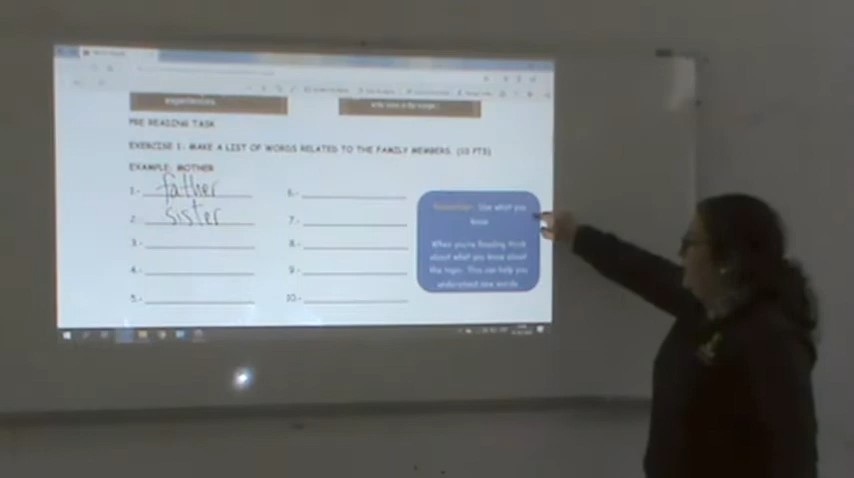 experiences.
PRE READING TASK
EXERCISE 1: MAKE A LIST OF WORDS RELATED TO THE FAMILY MEMBERS. (10 PTS)
EXAMPLE: MOTHER
1.- father
2.- sister
3.-
4.-
5.-
6.-
7.-
8.-
9.-
10.-
Remember: Use what you
know
When you're Reading think
about what you know about
the topic. This can help you
understand new words